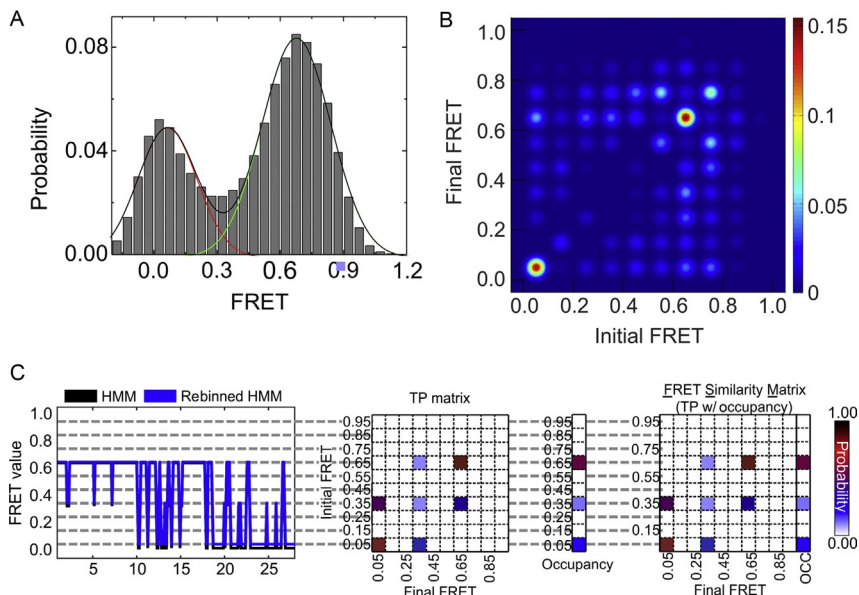 A
0.08
0.04
0.00
Probability
0.0 0.3 0.6 0.9 1.2
FRET
B
1.0
0.8
0.6
0.4
0.2
0.0
Final FRET
0.0 0.2 0.4 0.6 0.8 1.0
Initial FRET
0.15
0.10
0.05
0
C
HMM Rebinned HMM
1.0
0.8
0.6
0.4
0.2
0.0
FRET value
5 10 15 20 25
TP matrix
0.95
0.75
0.55
0.35
0.15
0.85
0.65
0.45
0.25
0.05
Initial FRET
0.05 0.25 0.45 0.65 0.85
Final FRET
0.95
0.85
0.75
0.65
0.55
0.45
0.35
0.25
0.15
0.05
Occupancy
FRET Similarity Matrix
(TP w/ occupancy)
0.95
0.85
0.75
0.65
0.55
0.45
0.35
0.25
0.15
0.05
0.05 0.25 0.45 0.65 0.85 OCC
Final FRET
1.00
Probability
0.00